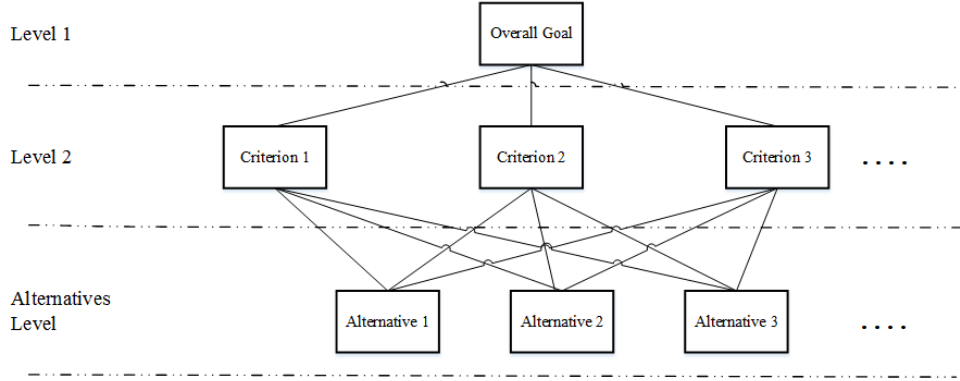 Level 1
Overall Goal
Level 2
Criterion 1
Criterion 2
Criterion 3
. . . .
Alternatives
Level
Alternative 1
Alternative 2
Alternative 3
. . . .